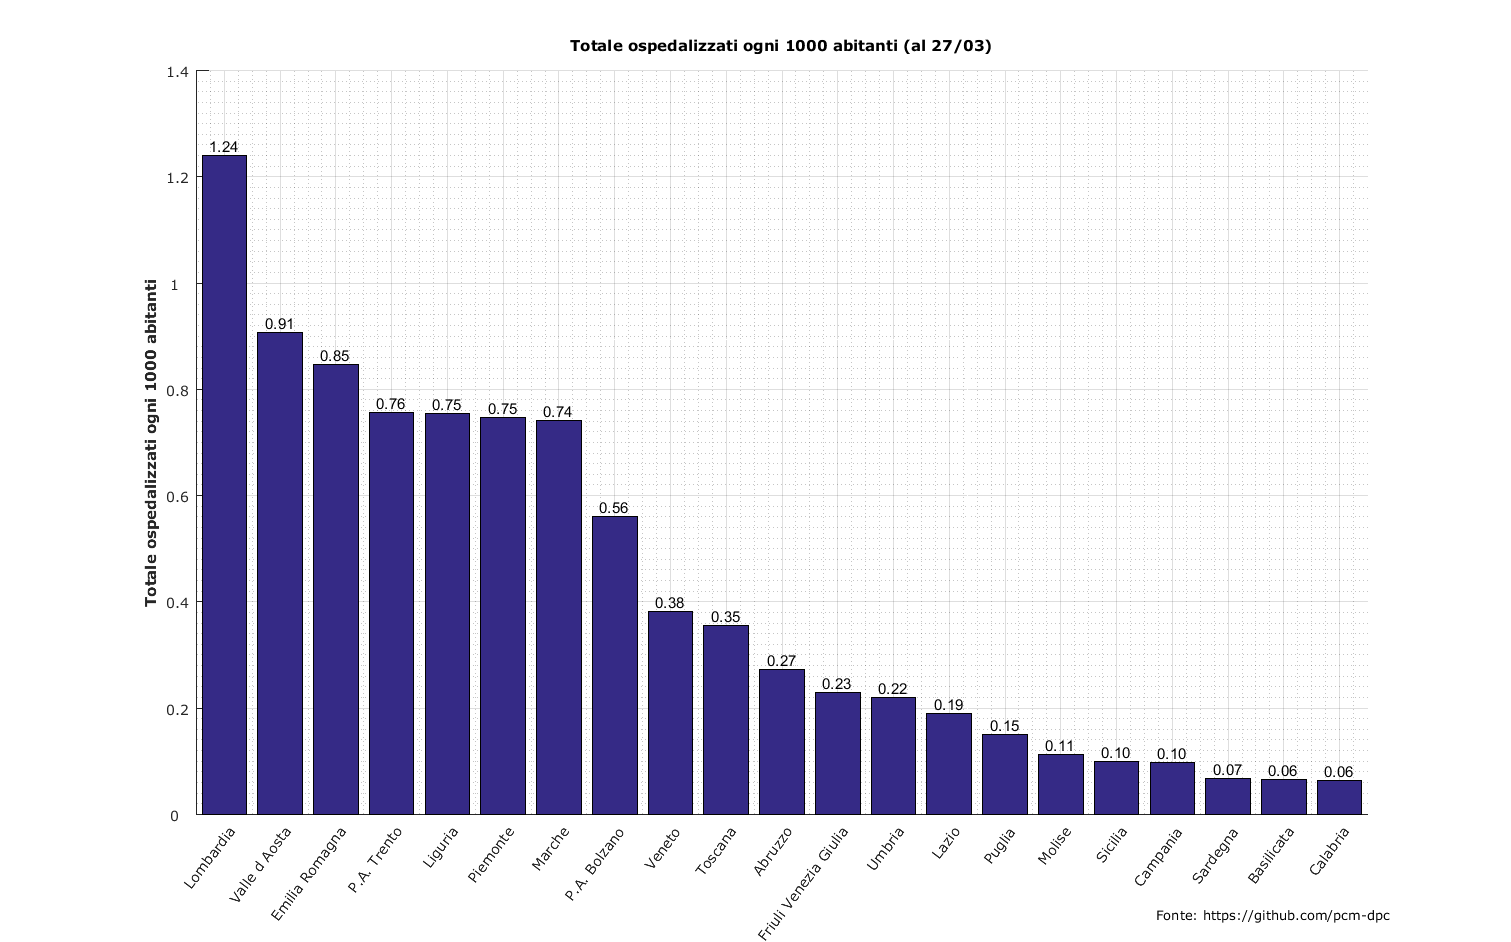 Totale ospedalizzati ogni 1000 abitanti (al 27/03)
Totale ospedalizzati ogni 1000 abitanti
1.4
1.2
1
0.8
0.6
0.4
0.2
0
1.24
0.91
0.85
0.76
0.75
0.75
0.74
0.56
0.38
0.35
0.27
0.23
0.22
0.19
0.15
0.11
0.10
0.10
0.07
0.06
0.06
Lombardia
Valle d Aosta
Emilia Romagna
P.A. Trento
Liguria
Piemonte
Marche
P.A. Bolzano
Veneto
Toscana
Abruzzo
Friuli Venezia Giulia
Umbria
Lazio
Puglia
Molise
Sicilia
Campania
Sardegna
Basilicata
Calabria
Fonte: https://github.com/pcm-dpc